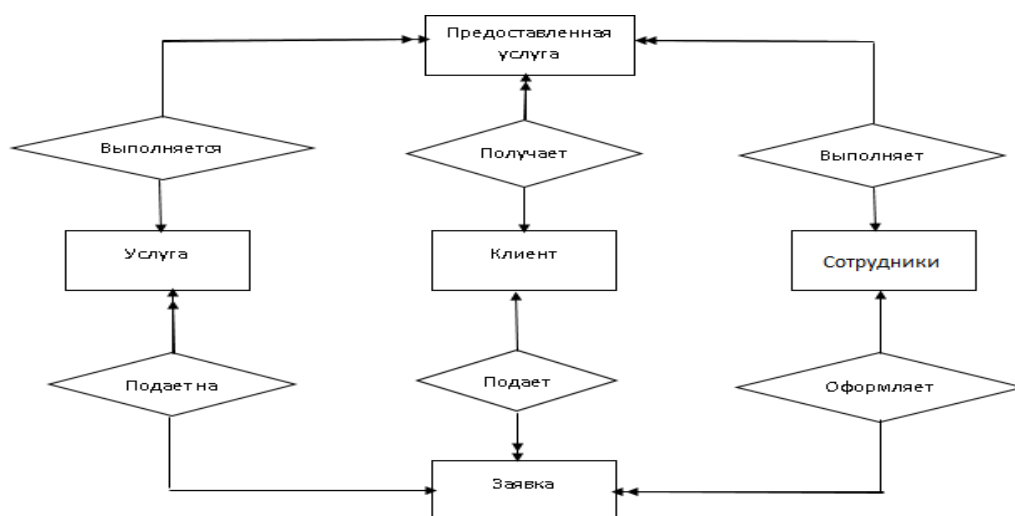 Предоставленная
услуга
Выполняется
Получает
Выполняет
Услуга
Клиент
Сотрудники
Подает на
Подает
Оформляет
Заявка